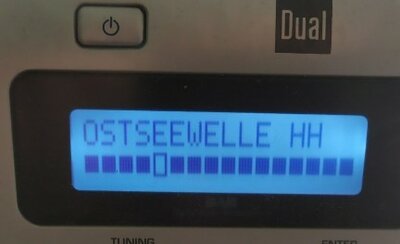 Dual
OSTSEEWELLE HH
TUNING
ENTER